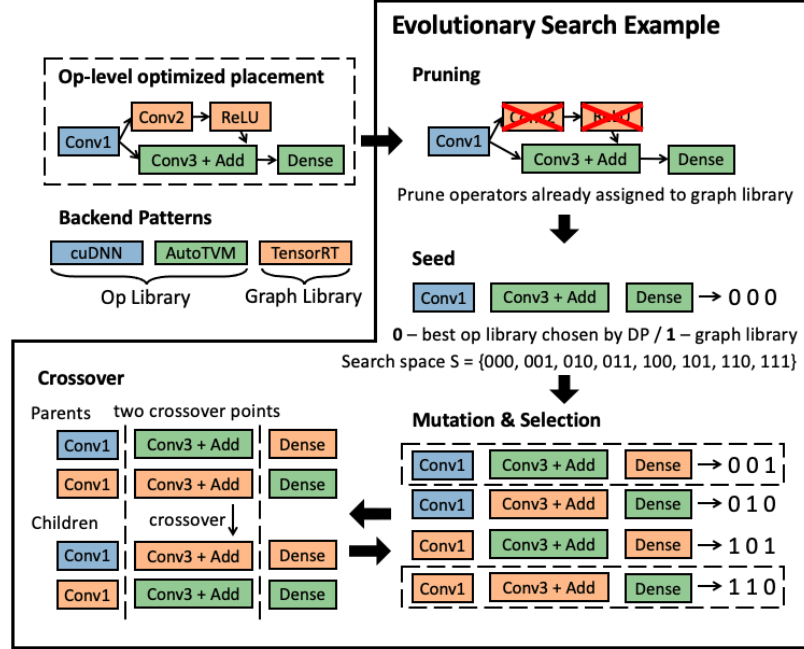 Evolutionary Search Example
Op-level optimized placement
Conv1
Conv2
ReLU
Conv3 + Add
Dense
Backend Patterns
cuDNN
AutoTVM
TensorRT
Op Library
Graph Library
Pruning
Conv1
Conv2
ReLU
Conv3 + Add
Dense
Prune operators already assigned to graph library
Seed
Conv1 Conv3 + Add Dense 0 0 0
0 – best op library chosen by DP / 1 – graph library
Search space S = {000, 001, 010, 011, 100, 101, 110, 111}
Mutation & Selection
Conv1 Conv3 + Add Dense 0 0 1
Conv1 Conv3 + Add Dense 0 1 0
Conv1 Conv3 + Add Dense 1 0 1
Conv1 Conv3 + Add Dense 1 1 0
Crossover
Parents two crossover points
Conv1 Conv3 + Add Dense
Conv1 Conv3 + Add Dense
Children crossover
Conv1 Conv3 + Add Dense
Conv1 Conv3 + Add Dense